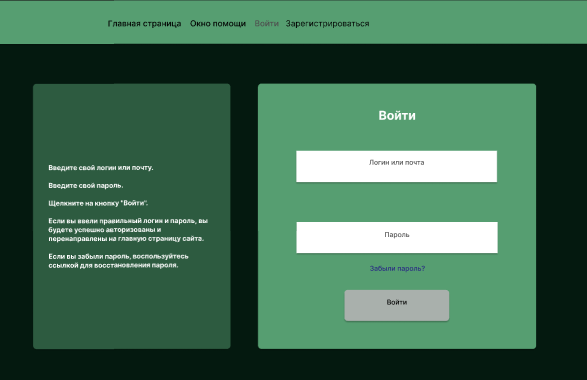 Главная страница Окно помощи Войти Зарегистрироваться
Введите свой логин или почту.
Введите свой пароль.
Щелкните на кнопку "Войти".
Если вы ввели правильный логин и пароль, вы
будете успешно авторизованы и
перенаправлены на главную страницу сайта.
Если вы забыли пароль, воспользуйтесь
ссылкой для восстановления пароля.
Войти
Логин или почта
Пароль
Забыли пароль?
Войти